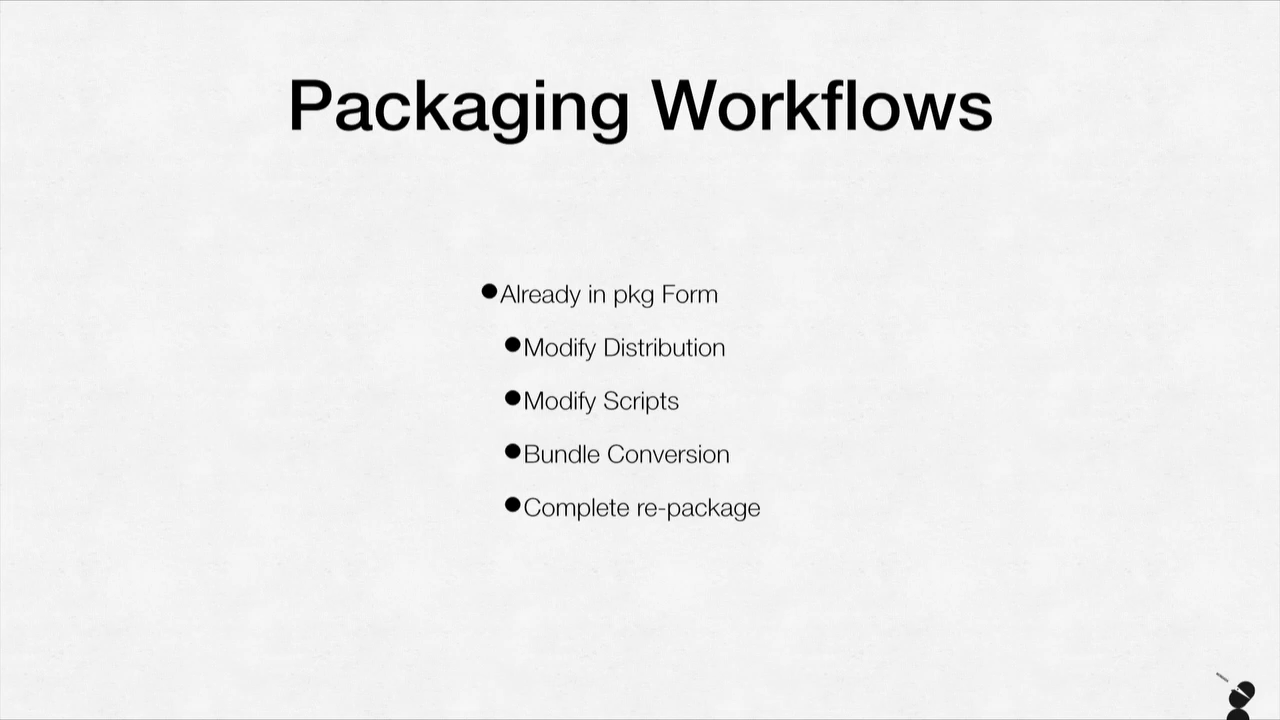 Packaging Workflows
●Already in pkg Form
●Modify Distribution
●Modify Scripts
●Bundle Conversion
●Complete re-package